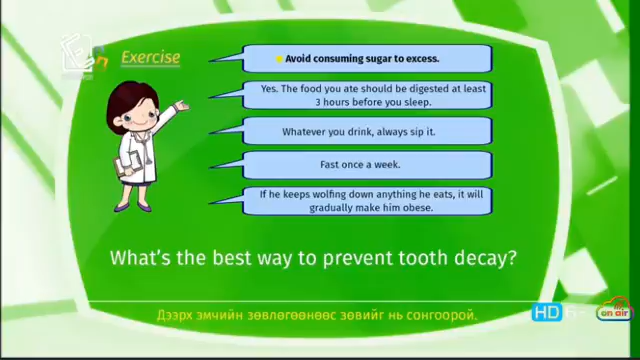 Exercise
Avoid consuming sugar to excess.
Yes. The food you ate should be digested at least
3 hours before you sleep.
Whatever you drink, always sip it.
Fast once a week.
If he keeps wolfing down anything he eats, it will
gradually make him obese.
What's the best way to prevent tooth decay?
Дээрх эмчийн зөвлөгөөнөөс зөвийг нь сонгоорой.
HD
on air